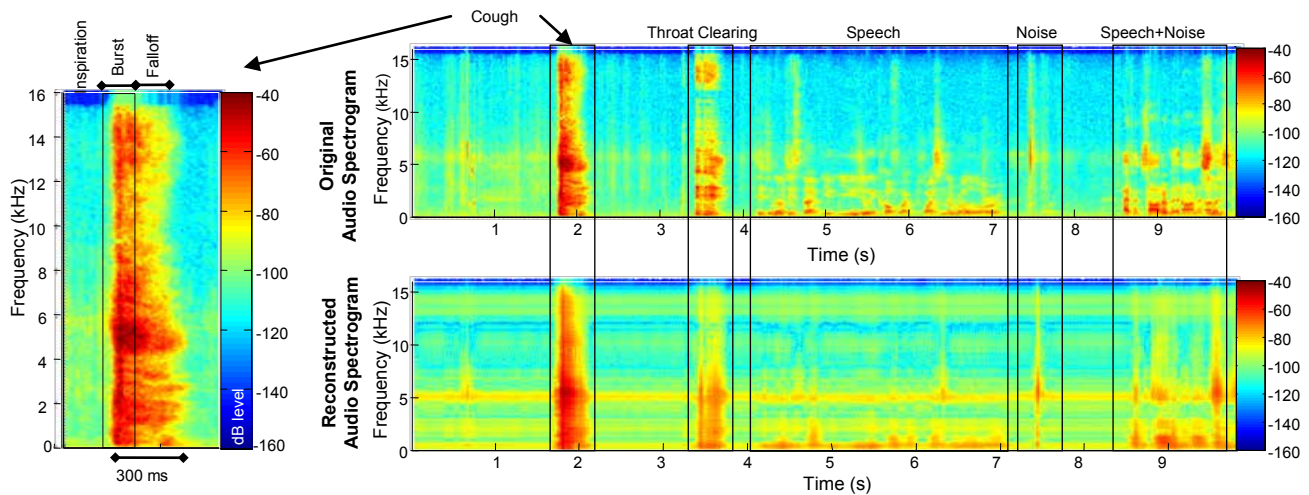 Cough
Inspiration
Burst
Falloff
16
14
12
10
8
6
4
2
0
Frequency (kHz)
-40
-60
-80
-100
-120
-140
-160
dB level
300 ms
Throat Clearing
Speech
Noise
Speech+Noise
Original
Audio Spectrogram
Frequency (kHz)
15
10
5
0
1 2 3 4 5 6 7 8 9
Time (s)
-40
-60
-80
-100
-120
-140
-160
Reconstructed
Audio Spectrogram
Frequency (kHz)
15
10
5
0
1 2 3 4 5 6 7 8 9
Time (s)
-40
-60
-80
-100
-120
-140
-160